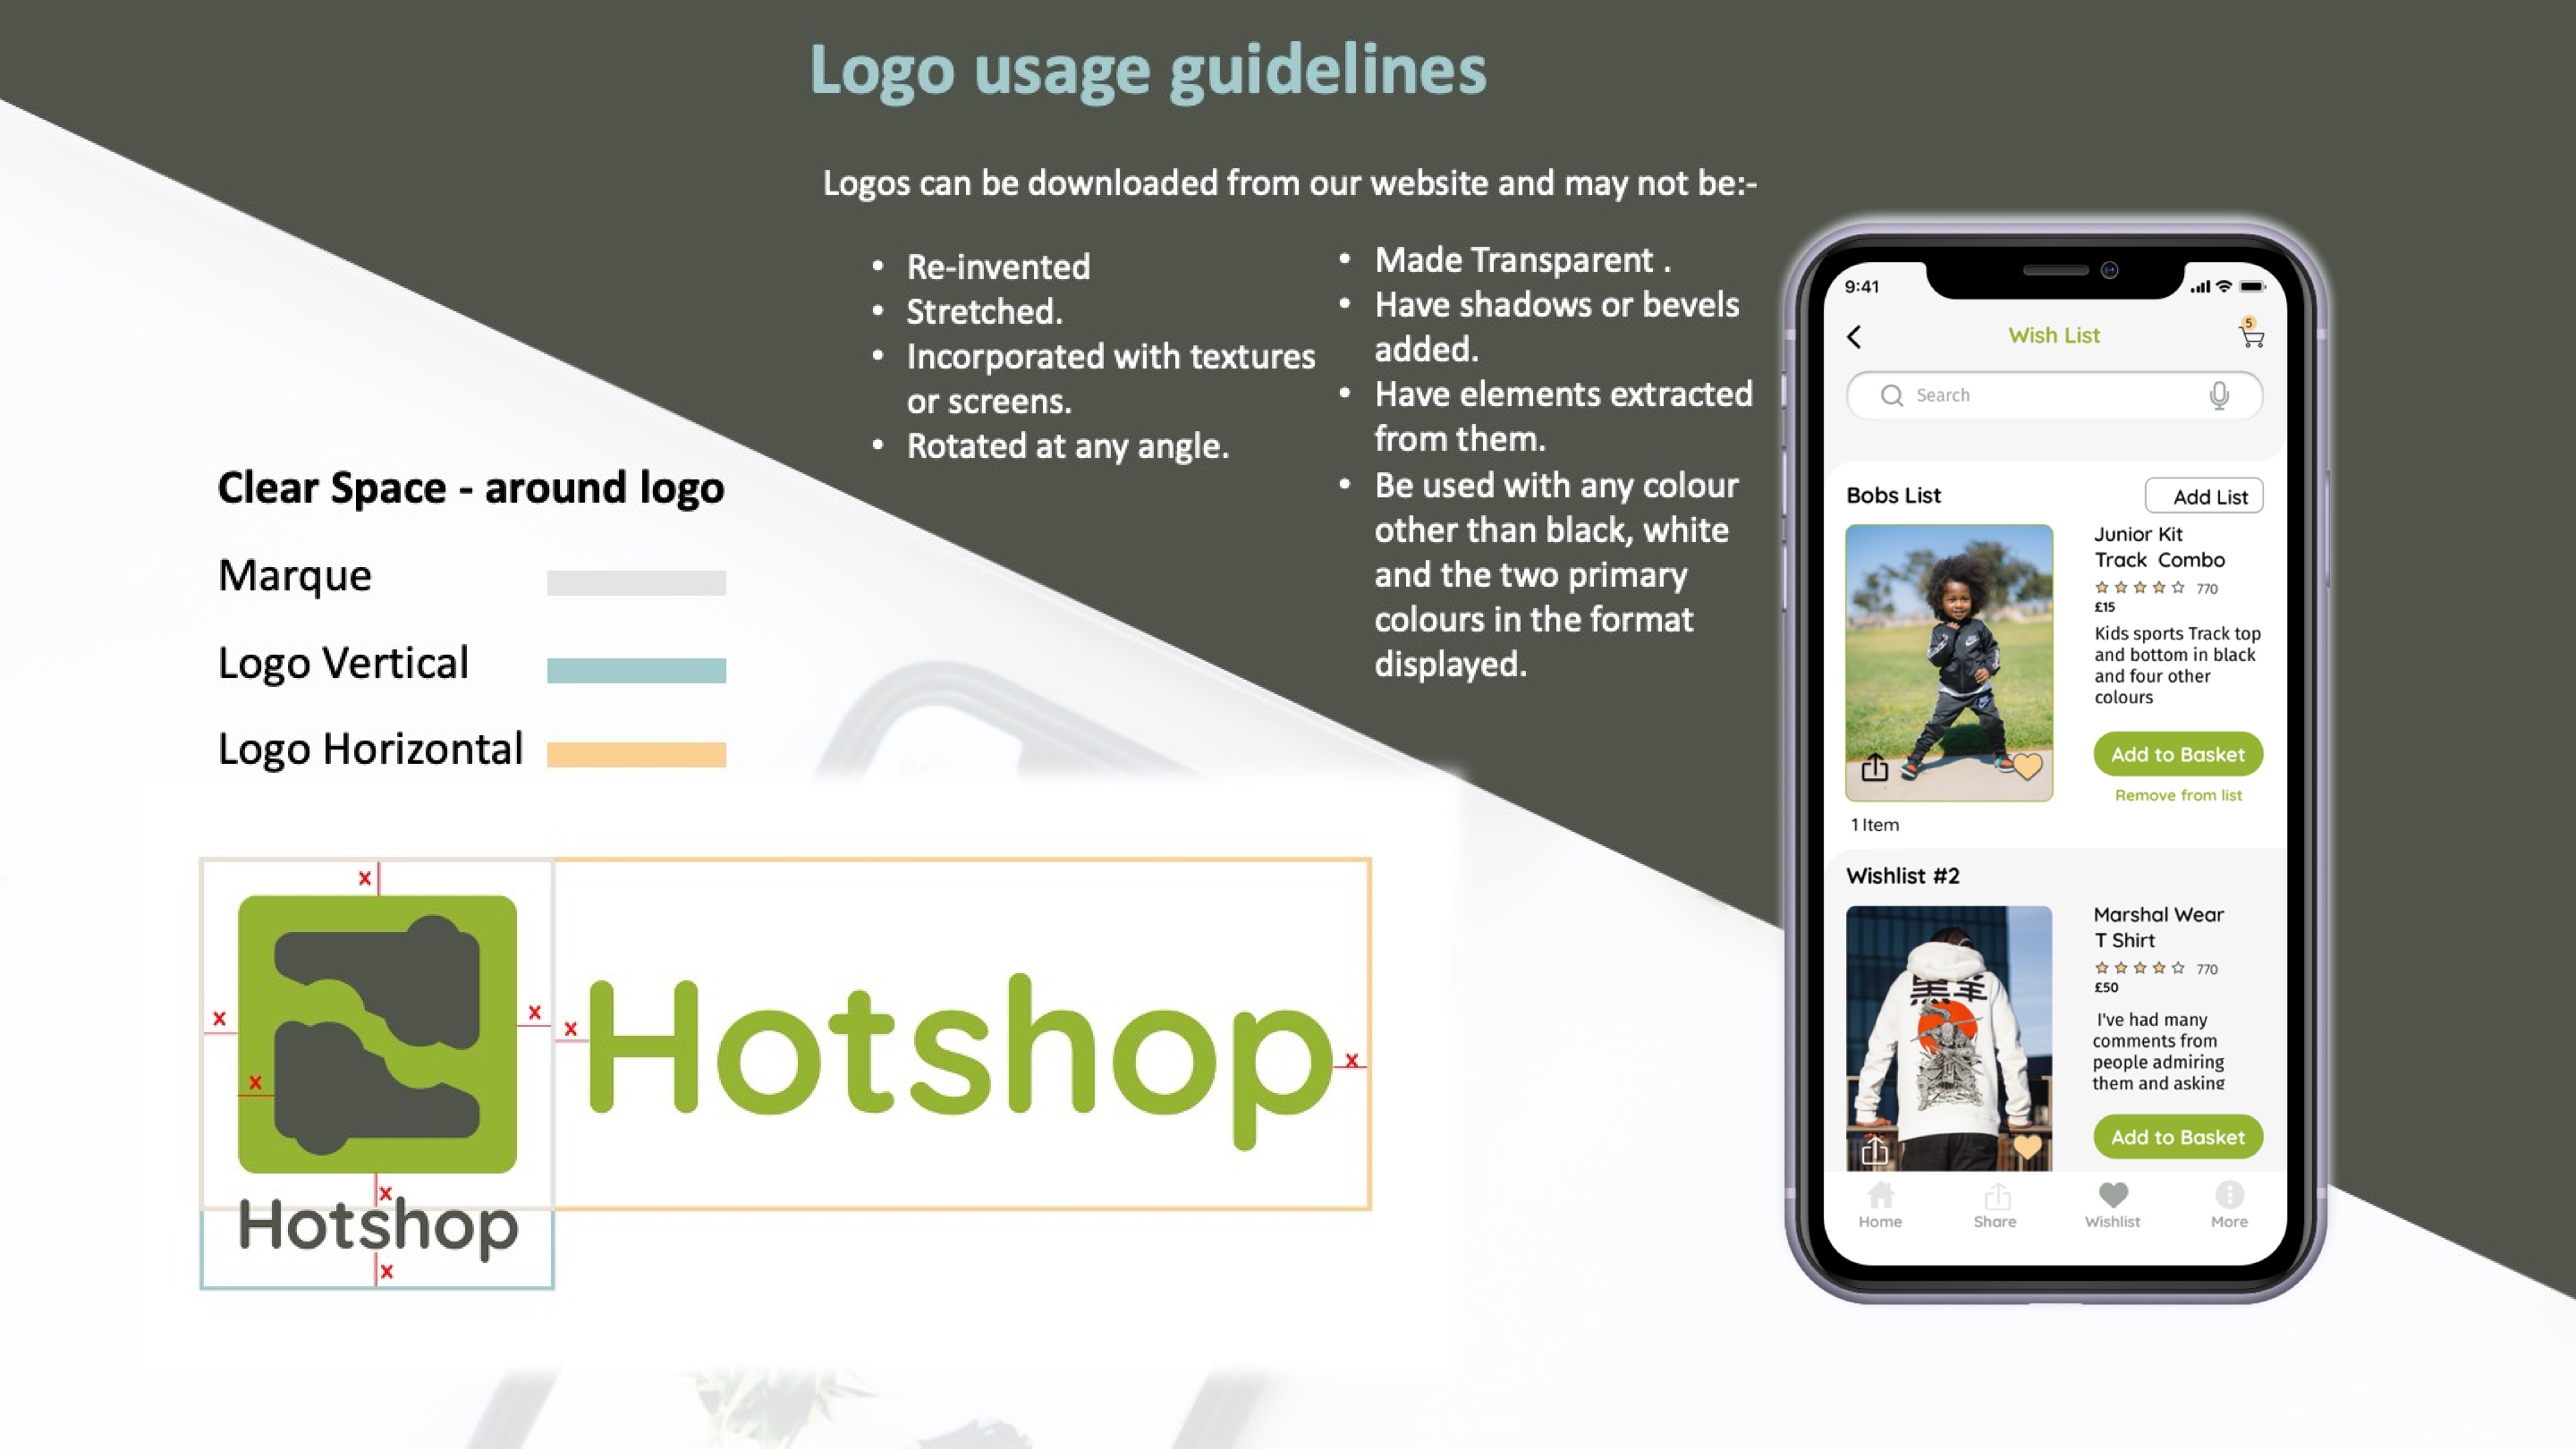 Logo usage guidelines
Logos can be downloaded from our website and may not be:-
• Re-invented
• Stretched.
• Incorporated with textures
or screens.
• Rotated at any angle.
• Made Transparent .
• Have shadows or bevels
added.
• Have elements extracted
from them.
• Be used with any colour
other than black, white
and the two primary
colours in the format
displayed.
Clear Space - around logo
Marque
Logo Vertical
Logo Horizontal
x
x
x
x
x
x
x
x
Hotshop
Hotshop
9:41
Wish List
5
Search
Bobs List
Add List
Junior Kit
Track Combo
770
£15
Kids sports Track top
and bottom in black
and four other
colours
Add to Basket
Remove from list
1 Item
Wishlist #2
黒羊
Marshal Wear
T Shirt
770
£50
I've had many
comments from
people admiring
them and asking
Add to Basket
Home
Share
Wishlist
More